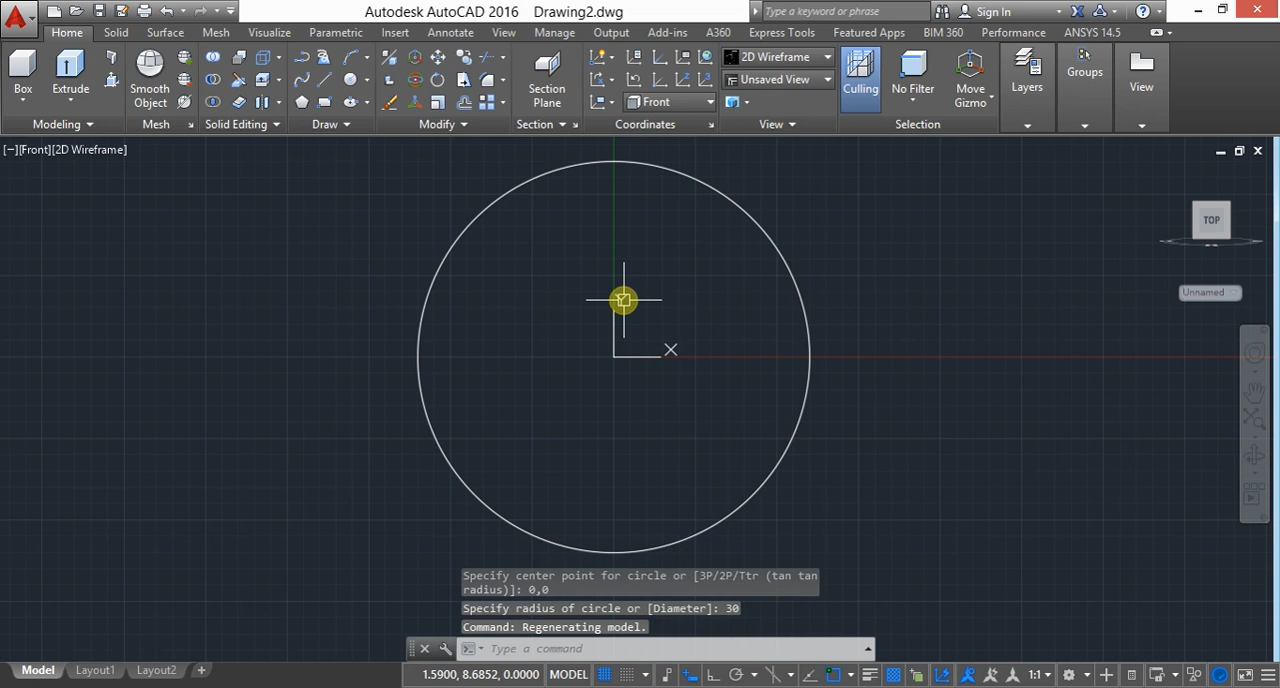 Autodesk AutoCAD 2016 Drawing2.dwg Type a keyword or phrase Sign In
Home Solid Surface Mesh Visualize Parametric Insert Annotate View Manage Output Add-ins A360 Express Tools Featured Apps BIM 360 Performance ANSYS 14.5
2D Wireframe
Unsaved View
Front
Box Extrude Smooth Object Section Plane Culling No Filter Move Gizmo Layers Groups View
Modeling Mesh Solid Editing Draw Modify Section Coordinates View Selection
[−][Front][2D Wireframe]
TOP
Unnamed
Specify center point for circle or [3P/2P/Ttr (tan tan
radius)]: 0,0
Specify radius of circle or [Diameter]: 30
Command: Regenerating model.
Type a command
Model Layout1 Layout2 +
1.5900, 8.6852, 0.0000 MODEL 1:1